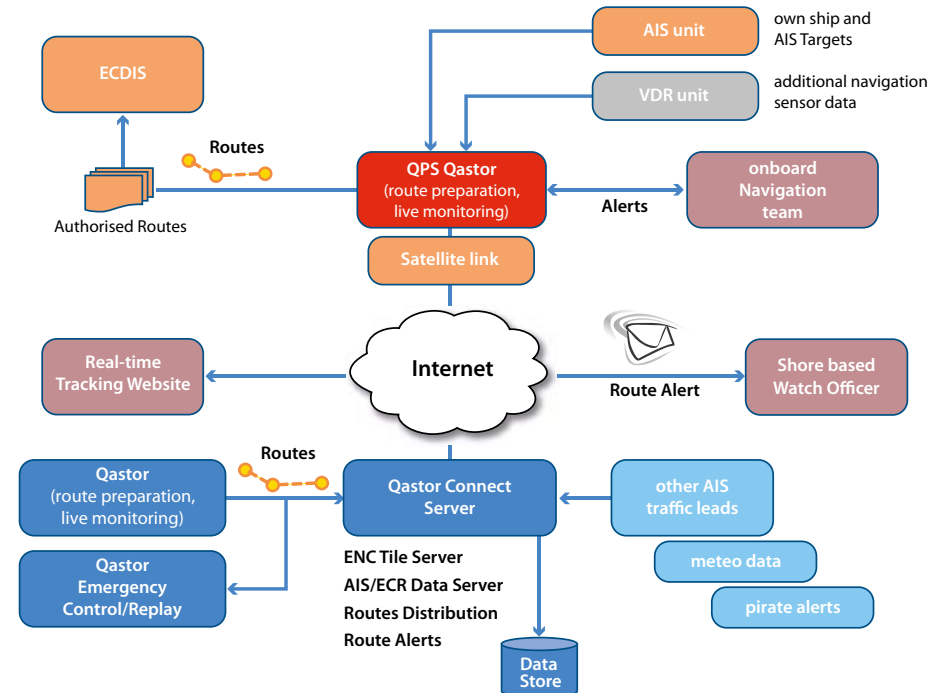 AIS unit
own ship and
AIS Targets
ECDIS
VDR unit
additional navigation
sensor data
Routes
QPS Qastor
(route preparation,
live monitoring)
onboard
Navigation
team
Alerts
Authorised Routes
Satellite link
Internet
Real-time
Tracking Website
Route Alert
Shore based
Watch Officer
Routes
Qastor
(route preparation,
live monitoring)
Qastor Connect
Server
other AIS
traffic leads
meteo data
pirate alerts
Qastor
Emergency
Control/Replay
ENC Tile Server
AIS/ECR Data Server
Routes Distribution
Route Alerts
Data
Store